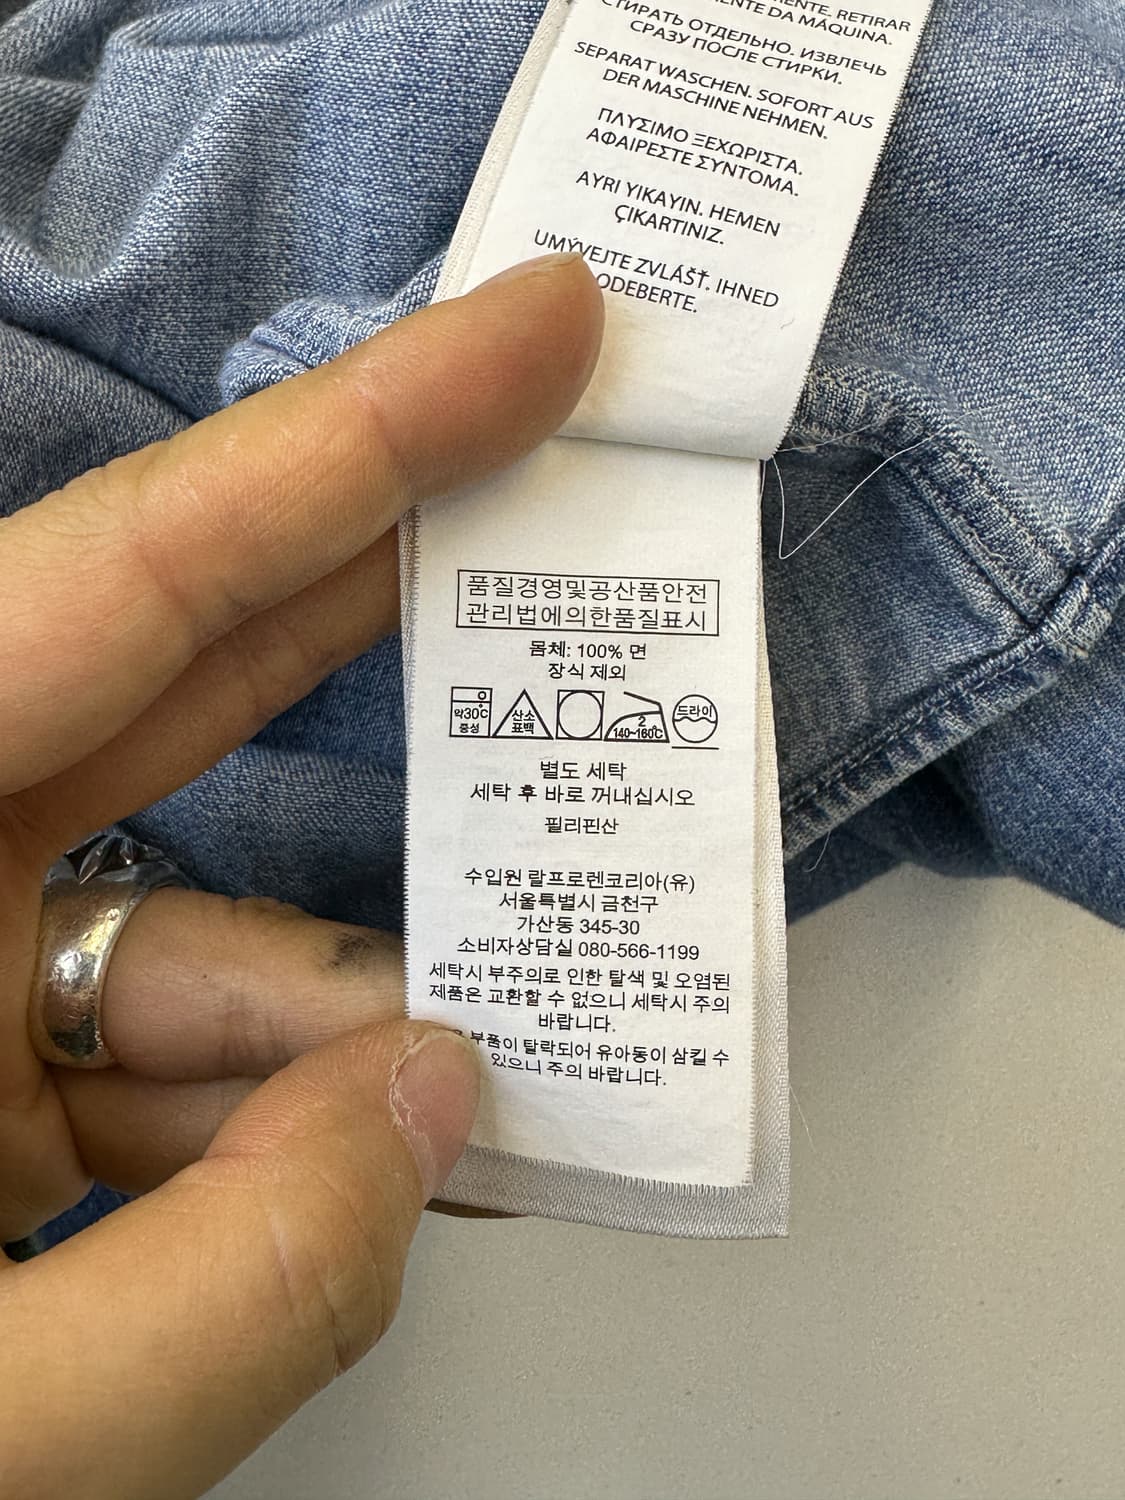 MENTE. RETIRAR
MENTE DA MÁQUINA.
СТИРАТЬ ОТДЕЛЬНО. ИЗВЛЕЧЬ
СРАЗУ ПОСЛЕ СТИРКИ.
SEPARAT WASCHEN. SOFORT AUS
DER MASCHINE NEHMEN.
ΠΛΥΣΙΜΟ ΞΕΧΩΡΙΣΤΑ.
ΑΦΑΙΡΕΣΤΕ ΣΥΝΤΟΜΑ.
AYRI YIKAYIN. HEMEN
ÇIKARTINIZ.
UMÝVEJTE ZVLÁŠŤ. IHNED
ODEBERTE.
품질경영및공산품안전
관리법에의한품질표시
몸체: 100% 면
장식 제외
약30℃ 중성
산소 표백
2 140~160℃
드라이
별도 세탁
세탁 후 바로 꺼내십시오
필리핀산
수입원 랄프로렌코리아(유)
서울특별시 금천구
가산동 345-30
소비자상담실 080-566-1199
세탁시 부주의로 인한 탈색 및 오염된
제품은 교환할 수 없으니 세탁시 주의
바랍니다.
부품이 탈락되어 유아동이 삼킬 수
있으니 주의 바랍니다.